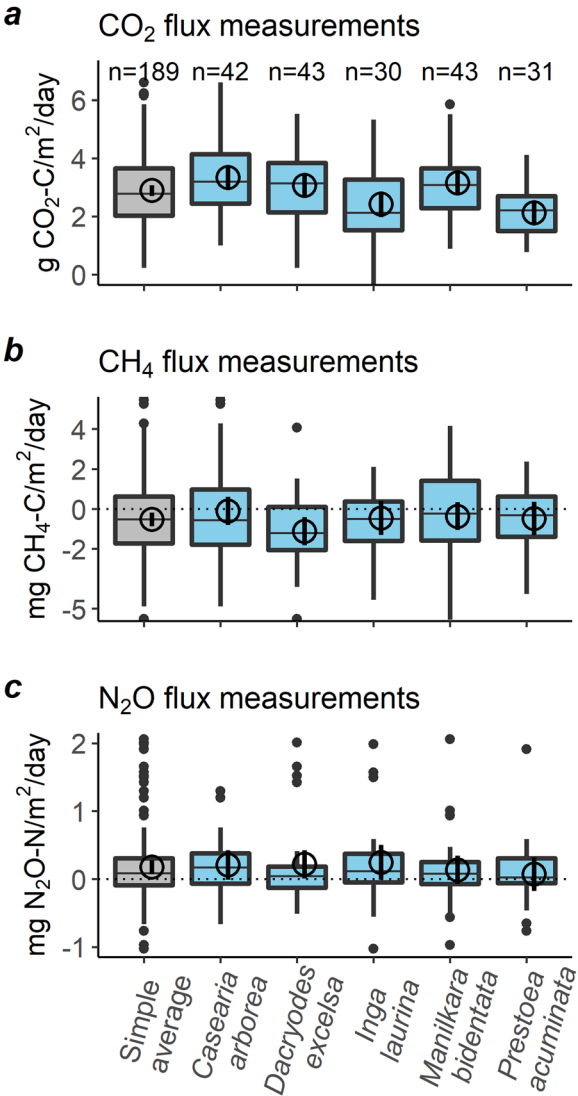 a
CO₂ flux measurements
n=189 n=42 n=43 n=30 n=43 n=31
g CO₂-C/m²/day
6
4
2
0
b
CH₄ flux measurements
mg CH₄-C/m²/day
4
2
0
-2
-5
c
N₂O flux measurements
mg N₂O-N/m²/day
2
1
0
-1
Simple
average
Casearia
arborea
Dacryodes
excelsa
Inga
laurina
Manilkara
bidentata
Prestoea
acuminata